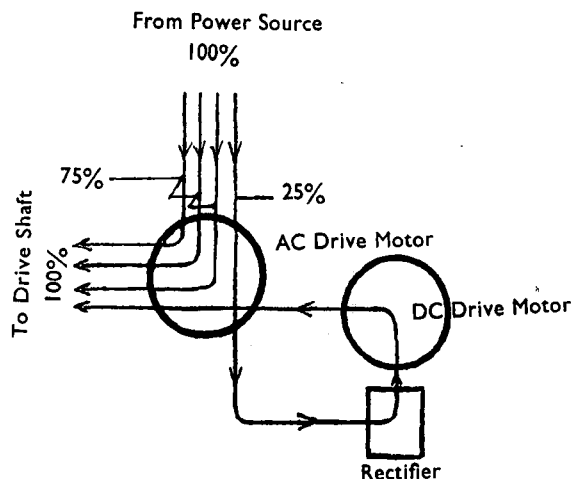 From Power Source
100%
75%
25%
To Drive Shaft
100%
AC Drive Motor
DC Drive Motor
Rectifier